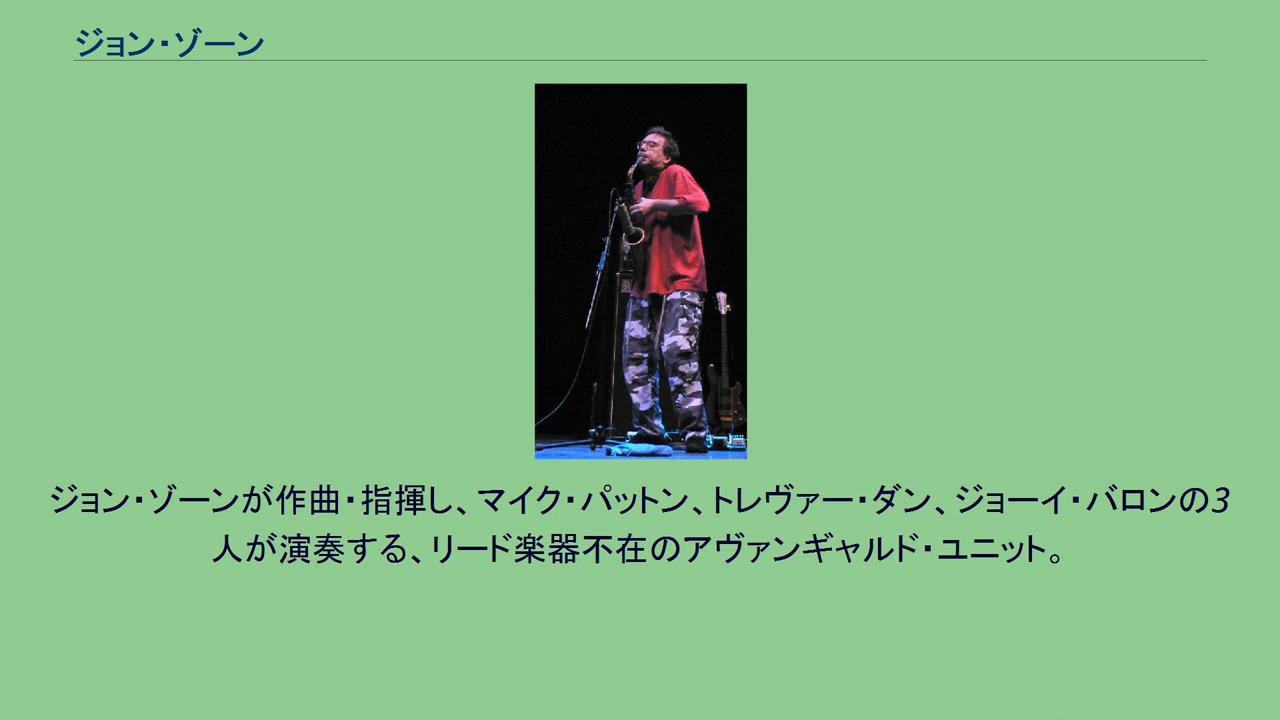 ジョン・ゾーン
ジョン・ゾーンが作曲・指揮し、マイク・パットン、トレヴァー・ダン、ジョーイ・バロンの3
人が演奏する、リード楽器不在のアヴァンギャルド・ユニット。